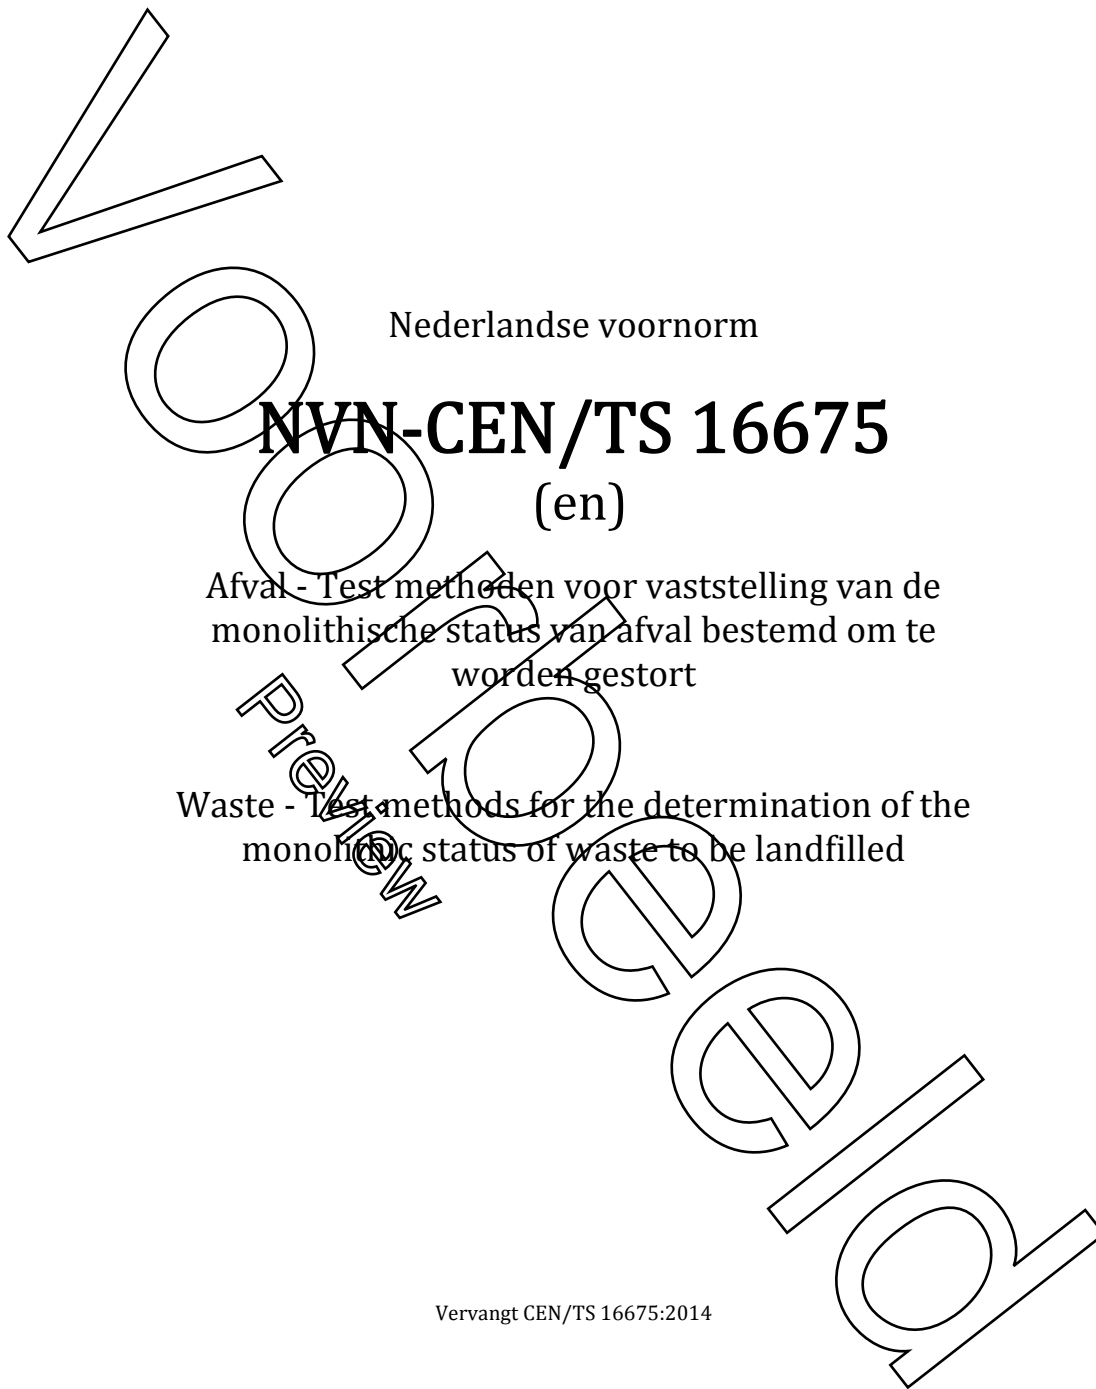 Nederlandse voornorm
NVN-CEN/TS 16675
(en)
Afval - Test methoden voor vaststelling van de
monolithische status van afval bestemd om te
worden gestort
Waste - Test methods for the determination of the
monolithic status of waste to be landfilled
Vervangt CEN/TS 16675:2014
Voorbeeld
Preview